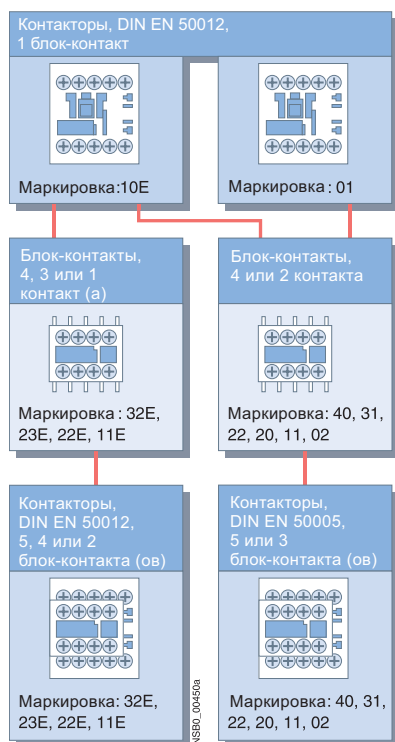 Контакторы, DIN EN 50012,
1 блок-контакт
Маркировка:10E
Маркировка : 01
Блок-контакты,
4, 3 или 1
контакт (а)
Блок-контакты,
4 или 2 контакта
Маркировка : 32E,
23E, 22E, 11E
Маркировка: 40, 31,
22, 20, 11, 02
Контакторы,
DIN EN 50012,
5, 4 или 2
блок-контакта (ов)
Контакторы,
DIN EN 50005,
5 или 3
блок-контакта (ов)
Маркировка: 32E,
23E, 22E, 11E
Маркировка: 40, 31,
22, 20, 11, 02
NSB0_00450a